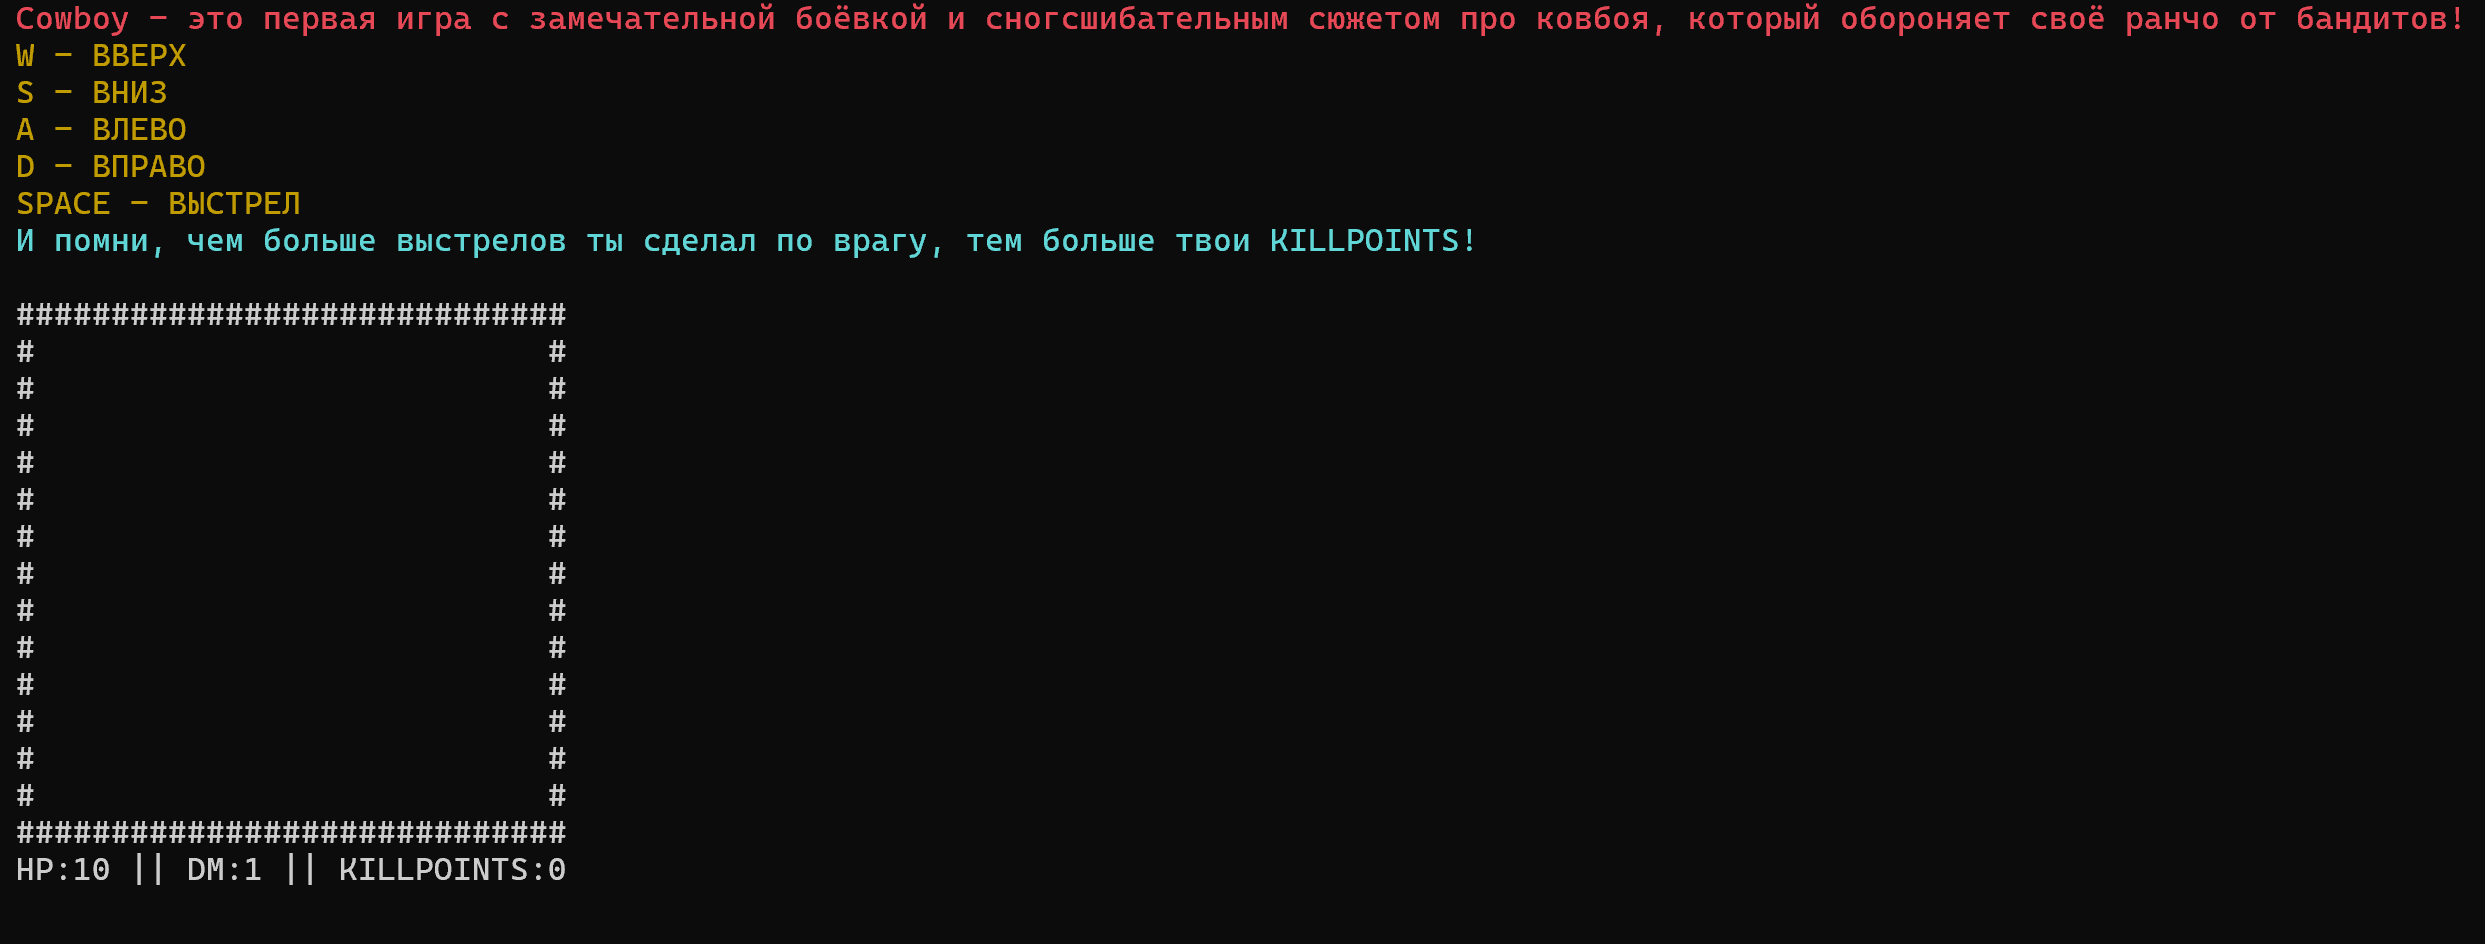 Cowboy - это первая игра с замечательной боёвкой и сногсшибательным сюжетом про ковбоя, который обороняет своё ранчо от бандитов!
W - ВВЕРХ
S - ВНИЗ
A - ВЛЕВО
D - ВПРАВО
SPACE - ВЫСТРЕЛ
И помни, чем больше выстрелов ты сделал по врагу, тем больше твои KILLPOINTS!
#############################
#                           #
#                           #
#                           #
#                           #
#                           #
#                           #
#                           #
#                           #
#                           #
#                           #
#                           #
#                           #
#                           #
#############################
HP:10 || DM:1 || KILLPOINTS:0